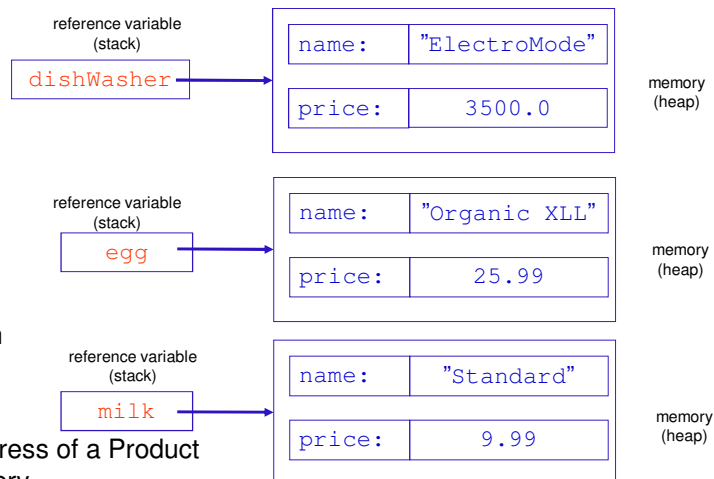 reference variable
(stack)
dishWasher
name: "ElectroMode"
price: 3500.0
memory
(heap)
reference variable
(stack)
egg
name: "Organic XLL"
price: 25.99
memory
(heap)
reference variable
(stack)
milk
name: "Standard"
price: 9.99
memory
(heap)
of a Product